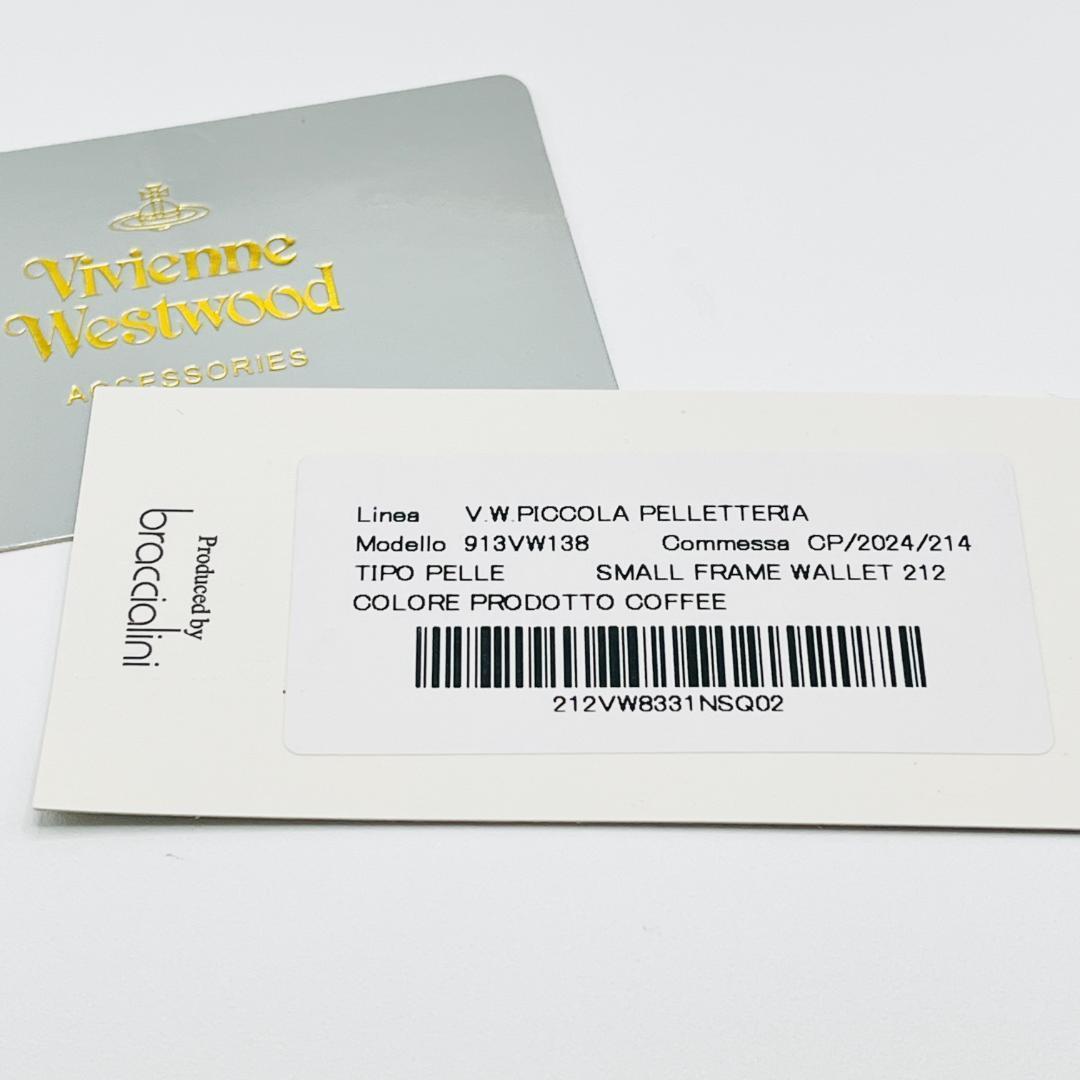 Vivienne
Westwood
ACCESSORIES
Produced by
braccialini
Linea V.W.PICCOLA PELLETTERIA
Modello 913VW138 Commessa CP/2024/214
TIPO PELLE SMALL FRAME WALLET 212
COLORE PRODOTTO COFFEE
212VW8331NSQ02